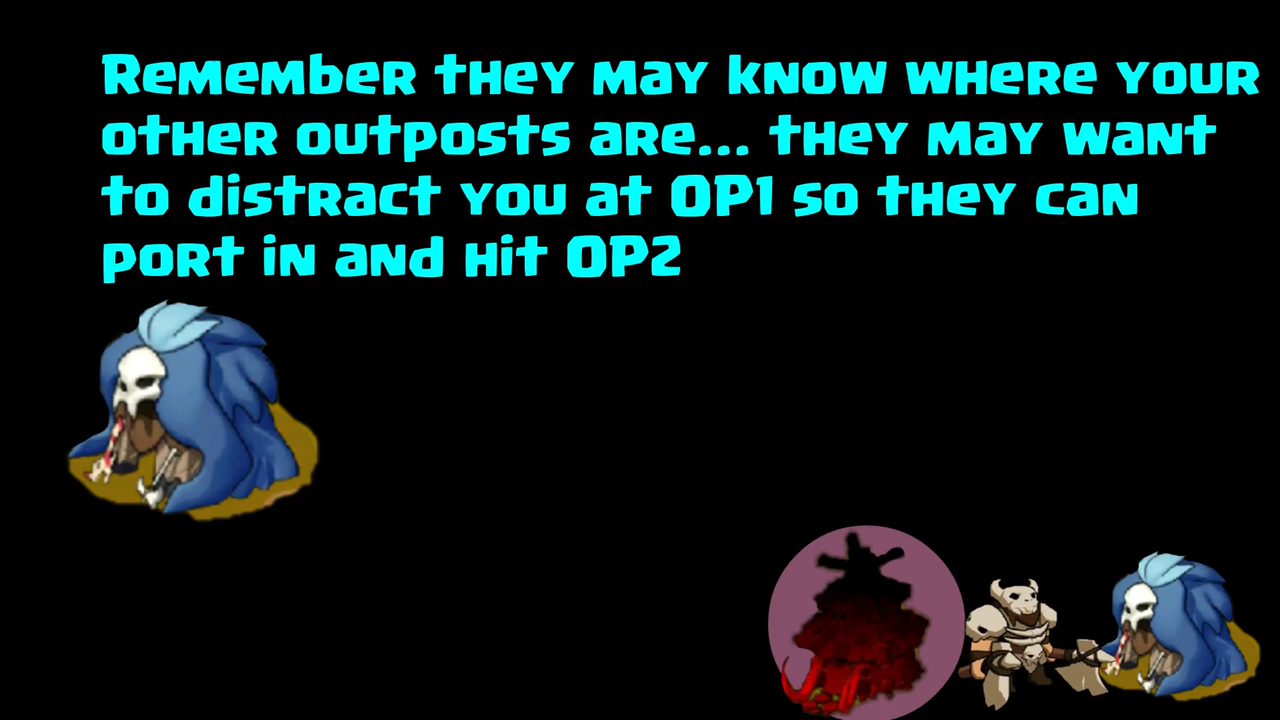 Remember they may know where your
other outposts are... they may want
to distract you at OP1 so they can
port in and hit OP2